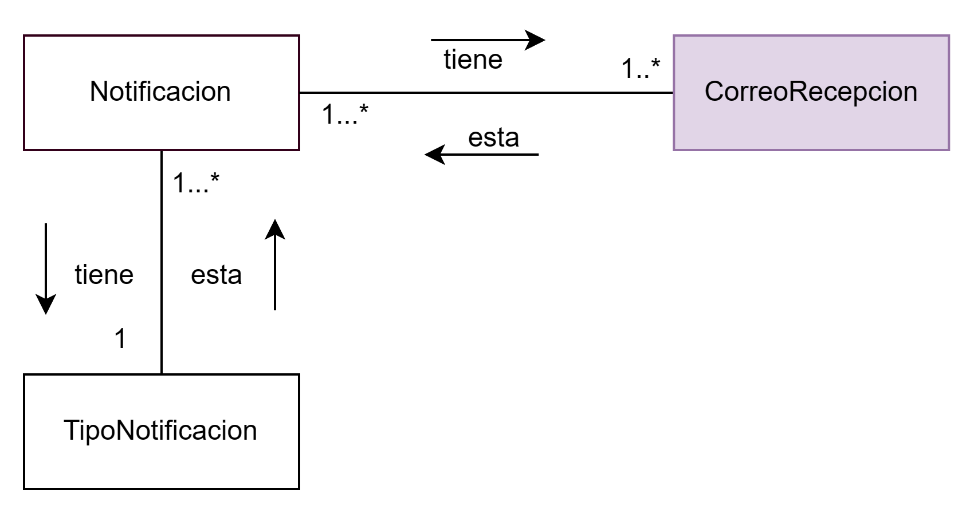 tiene
Notificacion
1..*
CorreoRecepcion
1...*
esta
1...*
tiene
esta
1
TipoNotificacion